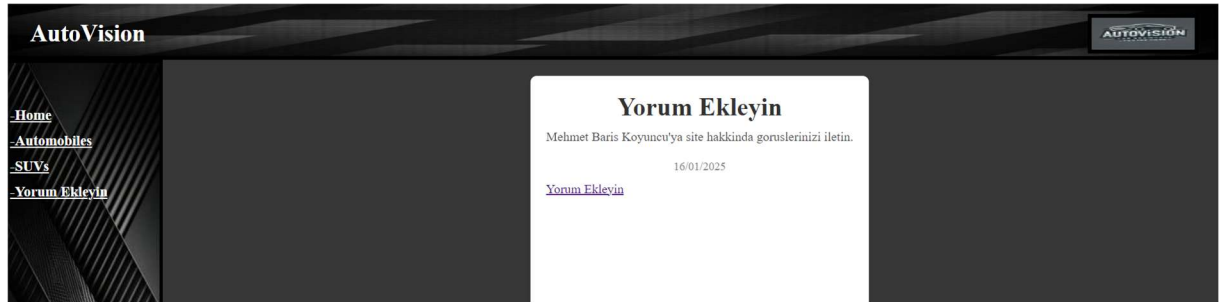 AutoVision
AUTOVISION
-Home
-Automobiles
-SUVs
-Yorum Ekleyin
Yorum Ekleyin
Mehmet Baris Koyuncu'ya site hakkinda goruslerinizi iletin.
16/01/2025
Yorum Ekleyin